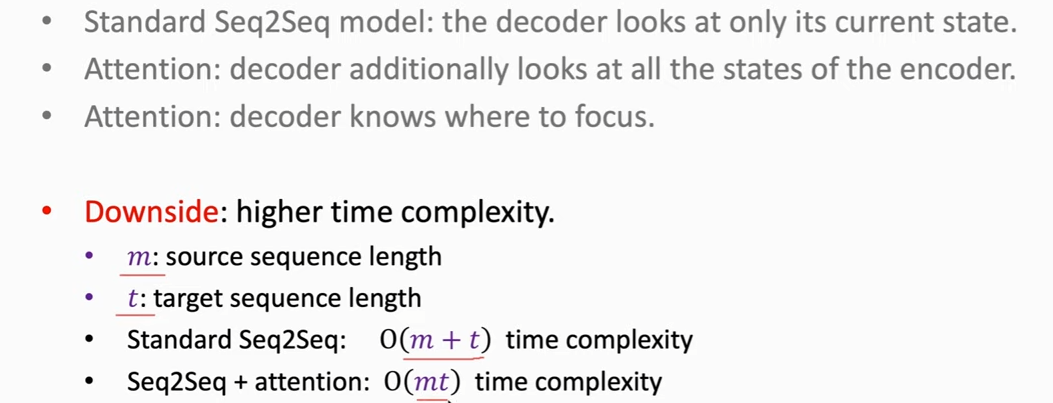 • Standard Seq2Seq model: the decoder looks at only its current state.
• Attention: decoder additionally looks at all the states of the encoder.
• Attention: decoder knows where to focus.
• Downside: higher time complexity.
• m: source sequence length
• t: target sequence length
• Standard Seq2Seq: O(m + t) time complexity
• Seq2Seq + attention: O(mt) time complexity